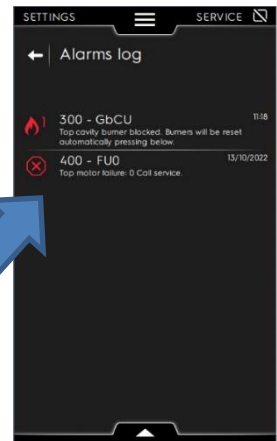 SETTINGS SERVICE
Alarms log
1 300 - GbCU 11:18
Top cavity burner blocked. Burners will be reset
automatically pressing below.
400 - FU0 13/10/2022
Top motor failure: 0 Call service.